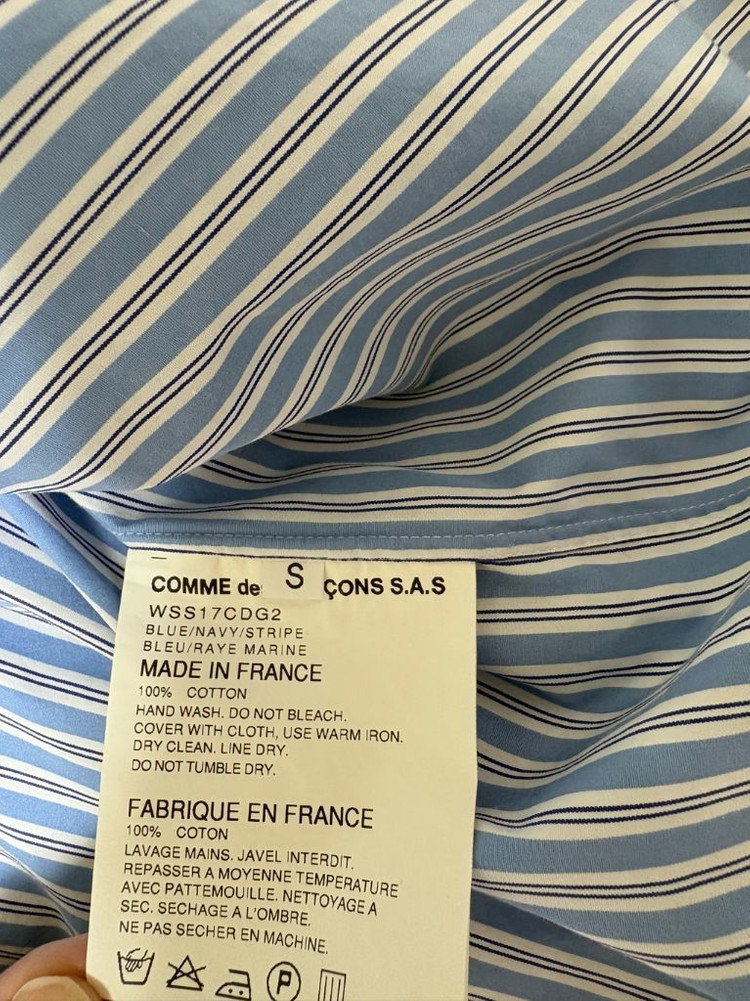 COMME de S ÇONS S.A.S
WSS17CDG2
BLUE/NAVY/STRIPE
BLEU/RAYE MARINE
MADE IN FRANCE
100% COTTON
HAND WASH. DO NOT BLEACH.
COVER WITH CLOTH, USE WARM IRON.
DRY CLEAN. LINE DRY.
DO NOT TUMBLE DRY.
FABRIQUE EN FRANCE
100% COTON
LAVAGE MAINS. JAVEL INTERDIT.
REPASSER A MOYENNE TEMPERATURE
AVEC PATTEMOUILLE. NETTOYAGE A
SEC. SECHAGE A L'OMBRE.
NE PAS SECHER EN MACHINE.
P